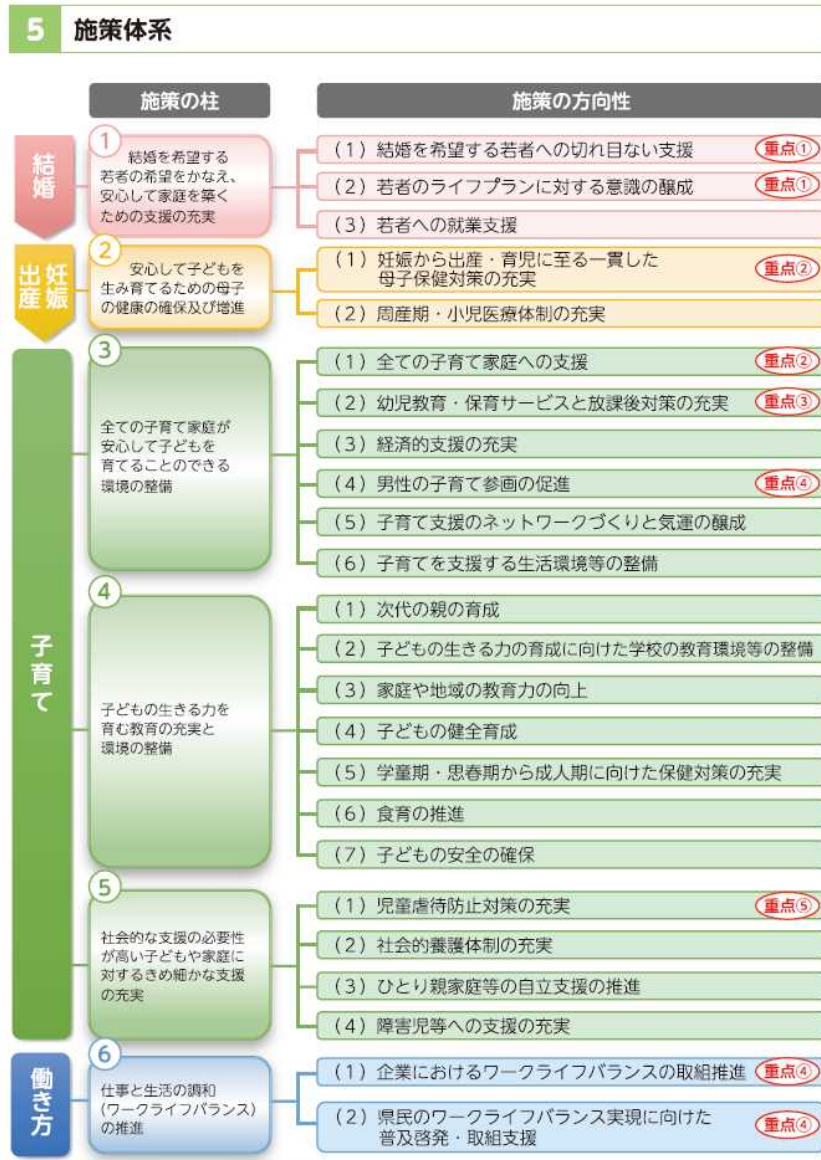 5 施策体系
施策の柱
施策の方向性
結婚
①
結婚を希望する
若者の希望をかなえ、
安心して家庭を築く
ための支援の充実
(1) 結婚を希望する若者への切れ目ない支援 重点①
(2) 若者のライフプランに対する意識の醸成 重点①
(3) 若者への就業支援
妊娠
出産
②
安心して子どもを
生み育てるための母子
の健康の確保及び増進
(1) 妊娠から出産・育児に至る一貫した
母子保健対策の充実 重点②
(2) 周産期・小児医療体制の充実
子育て
③
全ての子育て家庭が
安心して子どもを
育てることのできる
環境の整備
(1) 全ての子育て家庭への支援 重点②
(2) 幼児教育・保育サービスと放課後対策の充実 重点③
(3) 経済的支援の充実
(4) 男性の子育て参画の促進 重点④
(5) 子育て支援のネットワークづくりと気運の醸成
(6) 子育てを支援する生活環境等の整備
④
子どもの生きる力を
育む教育の充実と
環境の整備
(1) 次代の親の育成
(2) 子どもの生きる力の育成に向けた学校の教育環境等の整備
(3) 家庭や地域の教育力の向上
(4) 子どもの健全育成
(5) 学童期・思春期から成人期に向けた保健対策の充実
(6) 食育の推進
(7) 子どもの安全の確保
⑤
社会的な支援の必要性
が高い子どもや家庭に
対するきめ細かな支援
の充実
(1) 児童虐待防止対策の充実 重点⑤
(2) 社会的養護体制の充実
(3) ひとり親家庭等の自立支援の推進
(4) 障害児等への支援の充実
働き方
⑥
仕事と生活の調和
(ワークライフバランス)
の推進
(1) 企業におけるワークライフバランスの取組推進 重点④
(2) 県民のワークライフバランス実現に向けた
普及啓発・取組支援 重点④